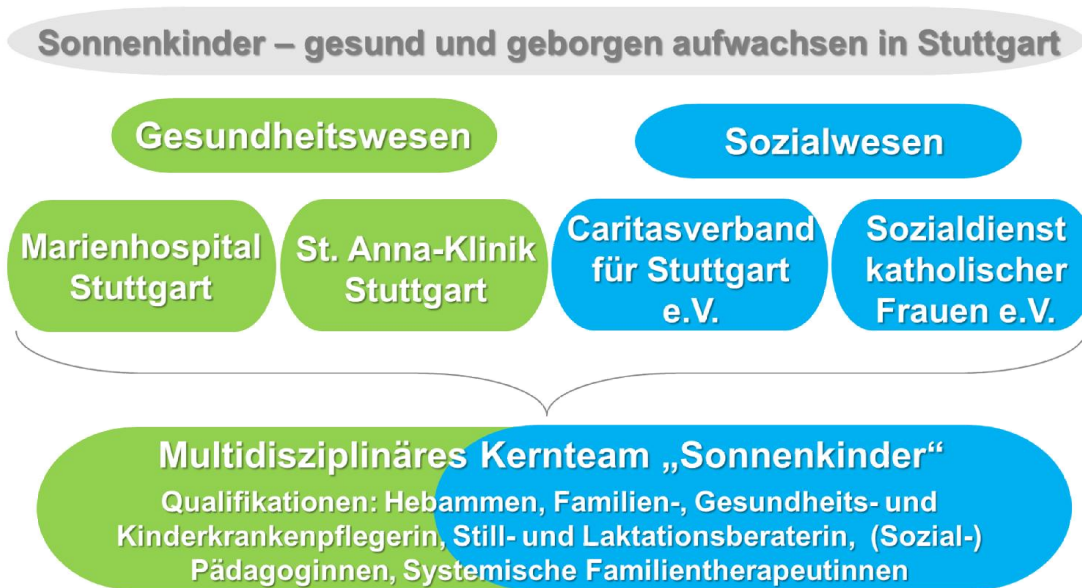 Sonnenkinder – gesund und geborgen aufwachsen in Stuttgart
Gesundheitswesen
Sozialwesen
Marienhospital
Stuttgart
St. Anna-Klinik
Stuttgart
Caritasverband
für Stuttgart
e.V.
Sozialdienst
katholischer
Frauen e.V.
Multidisziplinäres Kernteam „Sonnenkinder“
Qualifikationen: Hebammen, Familien-, Gesundheits- und
Kinderkrankenpflegerin, Still- und Laktationsberaterin, (Sozial-)
Pädagoginnen, Systemische Familientherapeutinnen